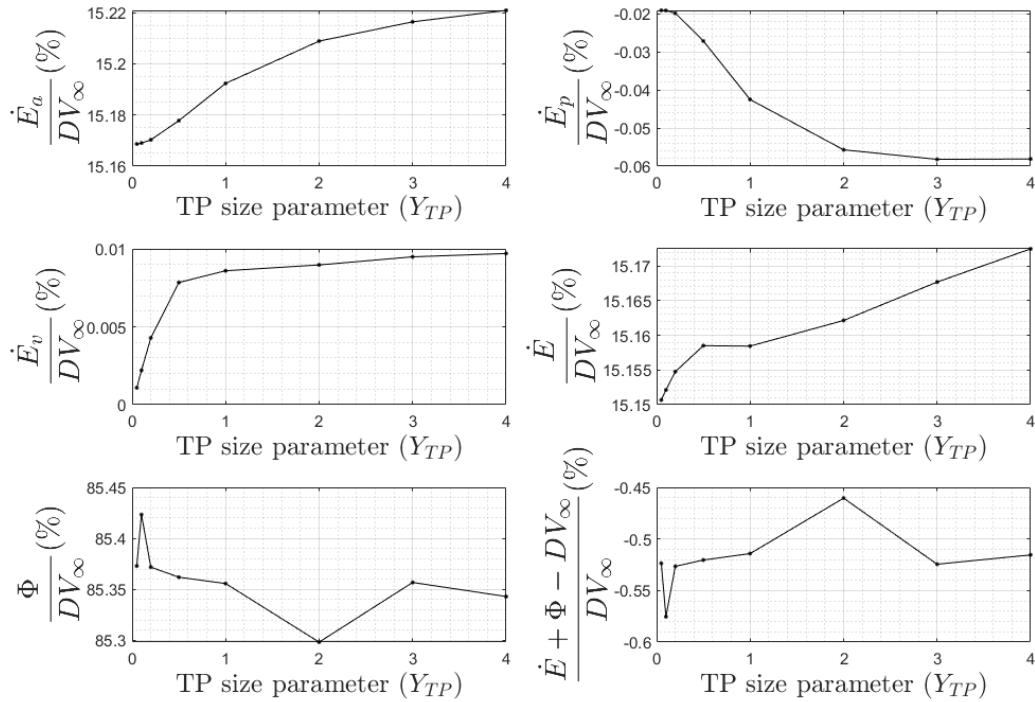 Ė_a/DV_∞ (%)
15.22
15.2
15.18
15.16
0 1 2 3 4
TP size parameter (Y_TP)
Ė_p/DV_∞ (%)
-0.02
-0.03
-0.04
-0.05
-0.06
0 1 2 3 4
TP size parameter (Y_TP)
Ė_v/DV_∞ (%)
0.01
0.005
0
0 1 2 3 4
TP size parameter (Y_TP)
Ė/DV_∞ (%)
15.17
15.165
15.16
15.155
15.15
0 1 2 3 4
TP size parameter (Y_TP)
Φ/DV_∞ (%)
85.45
85.4
85.35
85.3
0 1 2 3 4
TP size parameter (Y_TP)
Ė + Φ − DV_∞/DV_∞ (%)
-0.45
-0.5
-0.55
-0.6
0 1 2 3 4
TP size parameter (Y_TP)